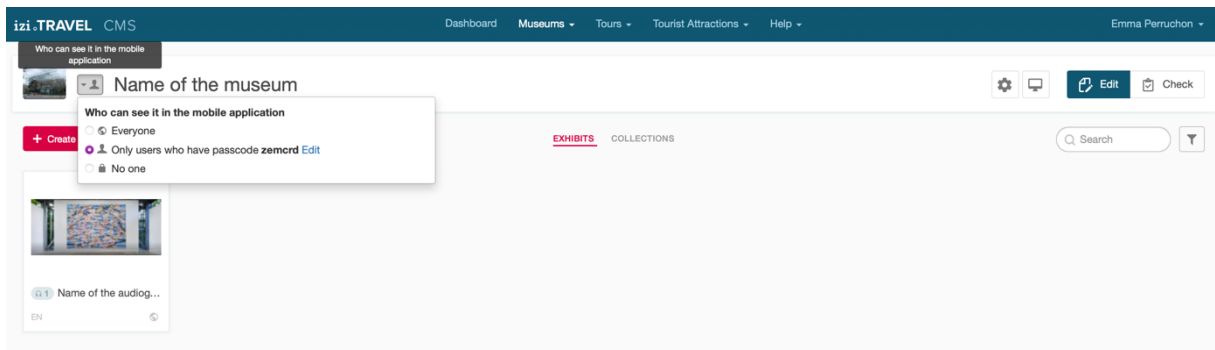 izi.TRAVEL CMS
Dashboard Museums Tours Tourist Attractions Help
Emma Perruchon
Who can see it in the mobile
application
Name of the museum
Edit Check
Who can see it in the mobile application
Everyone
Only users who have passcode zemcrd Edit
No one
+ Create
EXHIBITS COLLECTIONS
Search
1 Name of the audiog...
EN